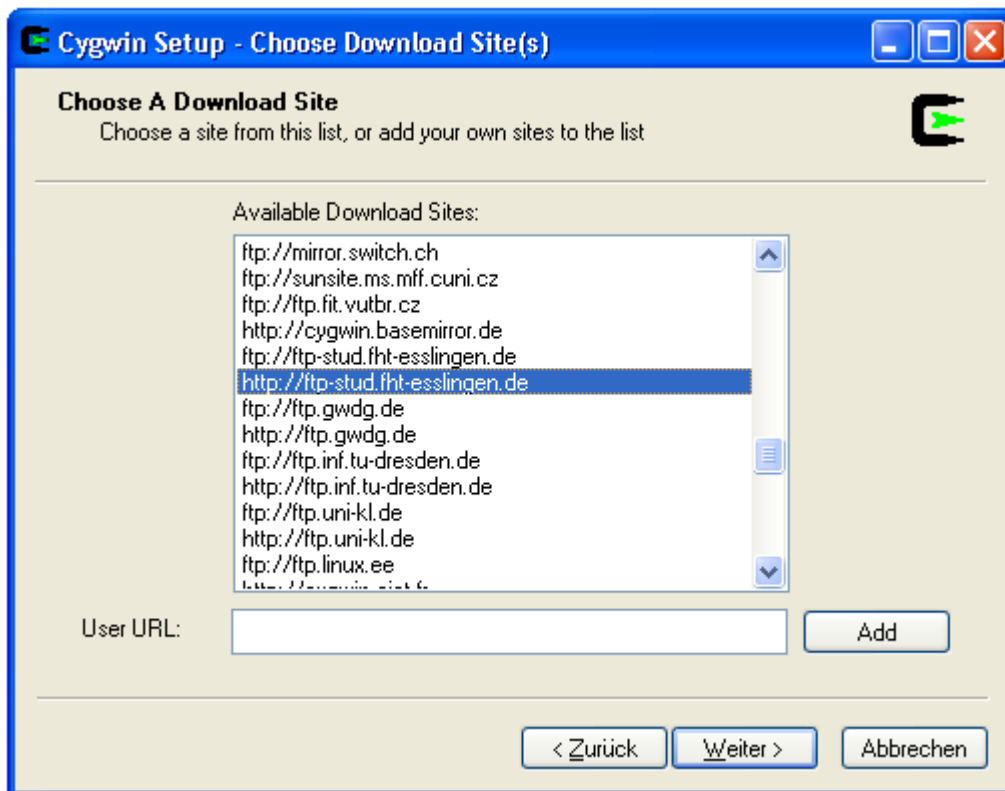 Cygwin Setup - Choose Download Site(s)
Choose A Download Site
Choose a site from this list, or add your own sites to the list
Available Download Sites:
ftp://mirror.switch.ch
ftp://sunsite.ms.mff.cuni.cz
ftp://ftp.fit.vutbr.cz
http://cygwin.basemirror.de
ftp://ftp-stud.fht-esslingen.de
http://ftp-stud.fht-esslingen.de
ftp://ftp.gwdg.de
http://ftp.gwdg.de
ftp://ftp.inf.tu-dresden.de
http://ftp.inf.tu-dresden.de
ftp://ftp.uni-kl.de
http://ftp.uni-kl.de
ftp://ftp.linux.ee
User URL:
Add
< Zurück
Weiter >
Abbrechen